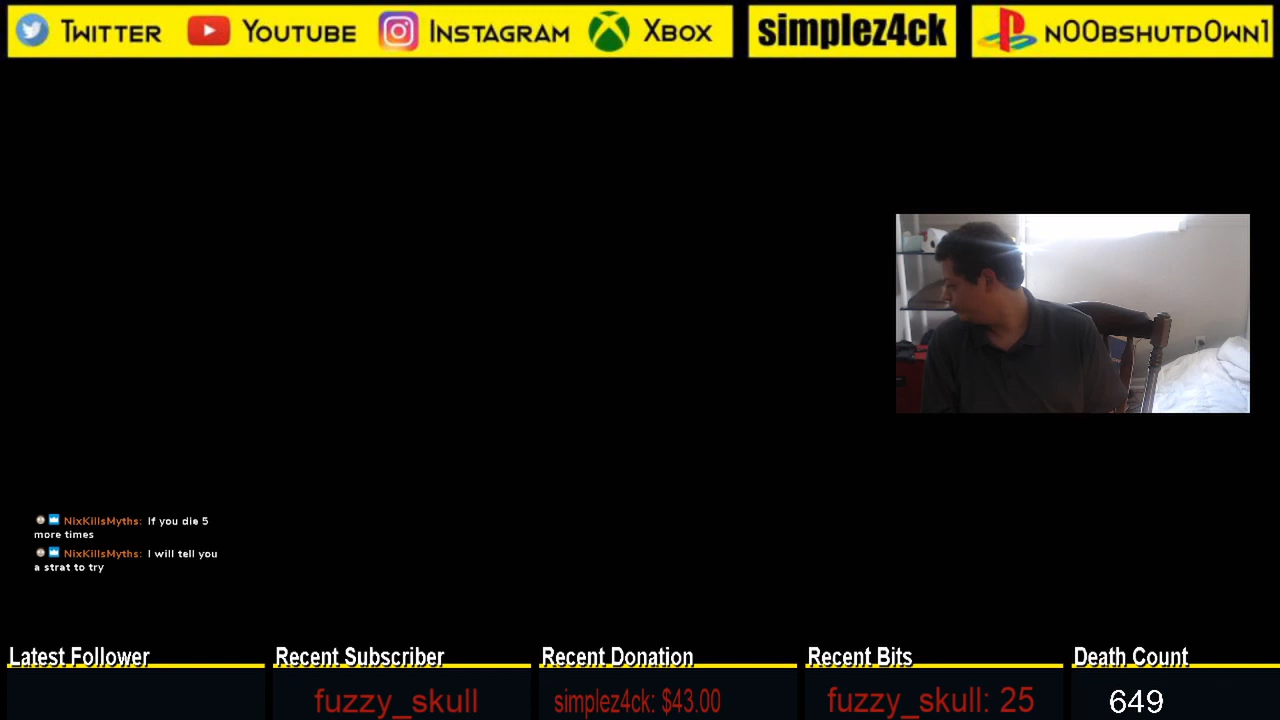 Twitter Youtube Instagram Xbox simplez4ck n00bshutd0wn1
NixKillsMyths: If you die 5
more times
NixKillsMyths: I will tell you
a strat to try
Latest Follower Recent Subscriber Recent Donation Recent Bits Death Count
fuzzy_skull simplez4ck: $43.00 fuzzy_skull: 25 649